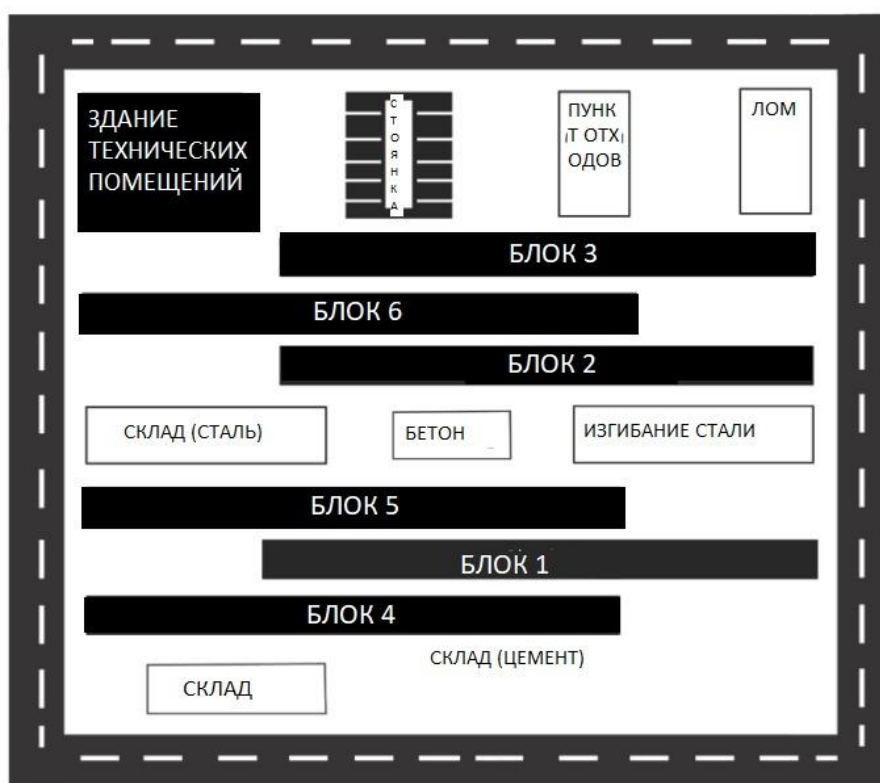 ЗДАНИЕ
ТЕХНИЧЕСКИХ
ПОМЕЩЕНИЙ
СТОЯНКА
ПУНК
Т ОТХ
ОДОВ
ЛОМ
БЛОК 3
БЛОК 6
БЛОК 2
СКЛАД (СТАЛЬ)
БЕТОН
ИЗГИБАНИЕ СТАЛИ
БЛОК 5
БЛОК 1
БЛОК 4
СКЛАД (ЦЕМЕНТ)
СКЛАД